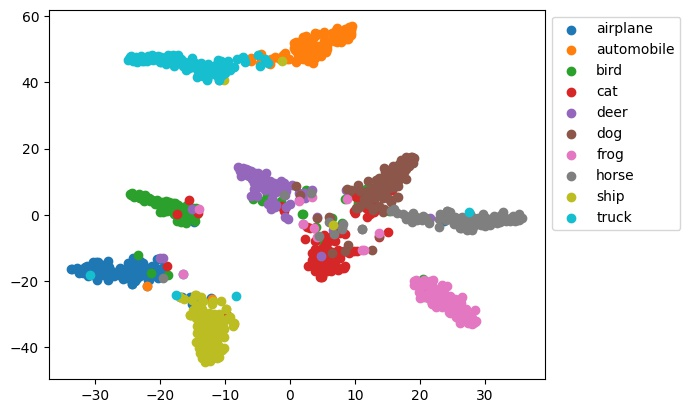 60
40
20
0
−20
−40
−30
−20
−10
0
10
20
30
airplane
automobile
bird
cat
deer
dog
frog
horse
ship
truck